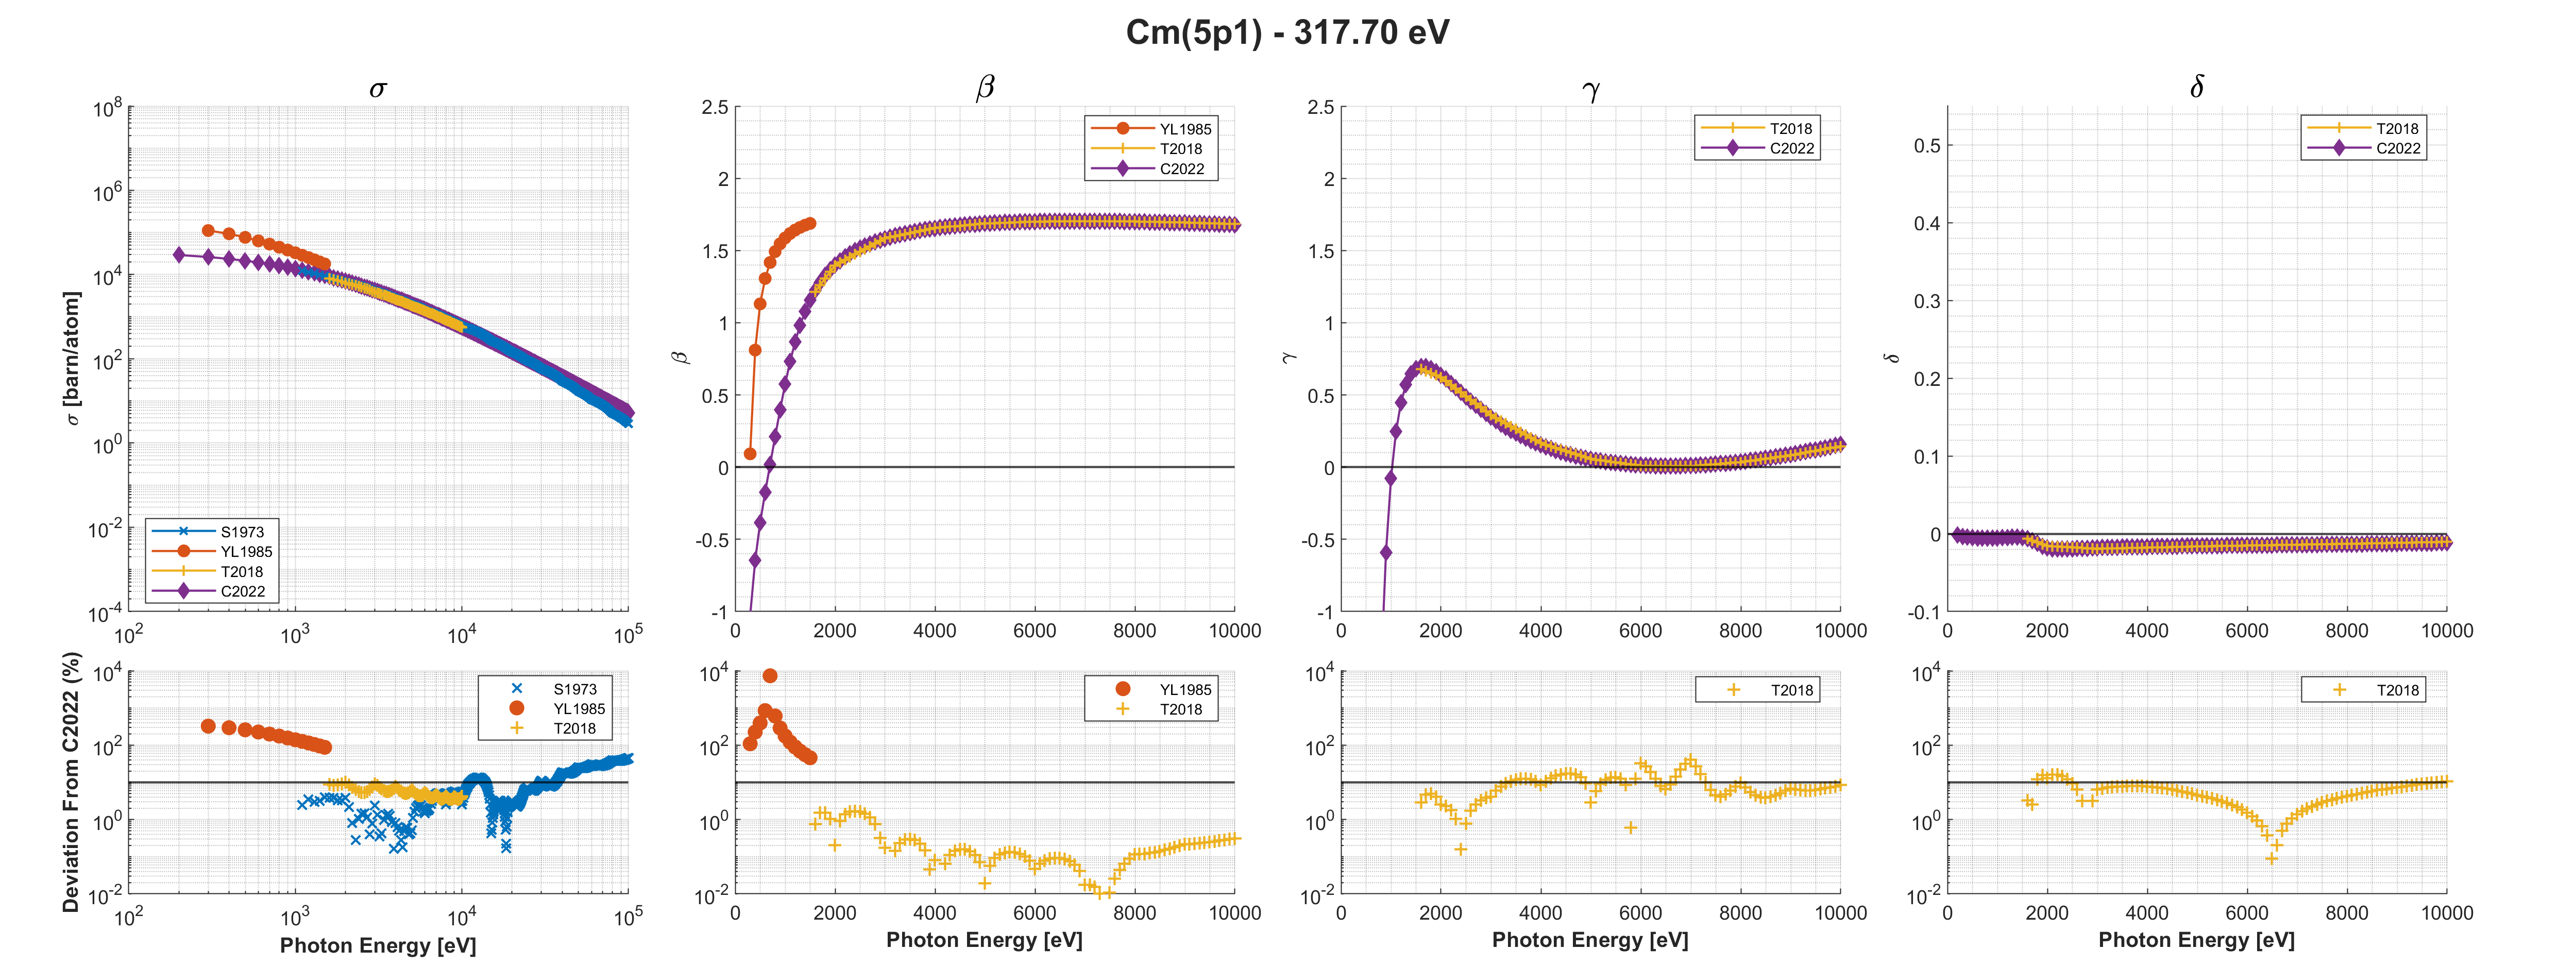 Cm(5p1) - 317.70 eV
σ
σ [barn/atom]
10^8
10^6
10^4
10^2
10^0
10^-2
10^-4
10^2 10^3 10^4 10^5
S1973
YL1985
T2018
C2022
β
β
2.5
2
1.5
1
0.5
0
-0.5
-1
0 2000 4000 6000 8000 10000
YL1985
T2018
C2022
γ
γ
2.5
2
1.5
1
0.5
0
-0.5
-1
0 2000 4000 6000 8000 10000
T2018
C2022
δ
δ
0.5
0.4
0.3
0.2
0.1
0
-0.1
0 2000 4000 6000 8000 10000
T2018
C2022
Deviation From C2022 (%)
10^4
10^2
10^0
10^-2
10^2 10^3 10^4 10^5
Photon Energy [eV]
S1973
YL1985
T2018
10^4
10^2
10^0
10^-2
0 2000 4000 6000 8000 10000
Photon Energy [eV]
YL1985
T2018
10^4
10^2
10^0
10^-2
0 2000 4000 6000 8000 10000
Photon Energy [eV]
T2018
10^4
10^2
10^0
10^-2
0 2000 4000 6000 8000 10000
Photon Energy [eV]
T2018